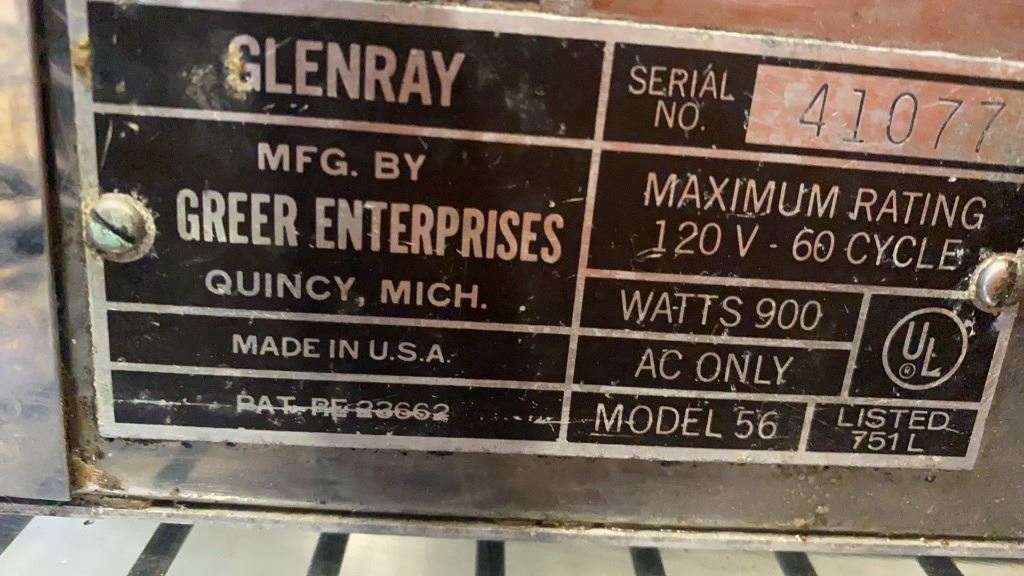 GLENRAY
MFG. BY
GREER ENTERPRISES
QUINCY, MICH.
MADE IN U.S.A.
PAT. RE 23662
SERIAL
NO. 41077
MAXIMUM RATING
120 V - 60 CYCLE
WATTS 900
AC ONLY
MODEL 56
UL
®
LISTED
751L